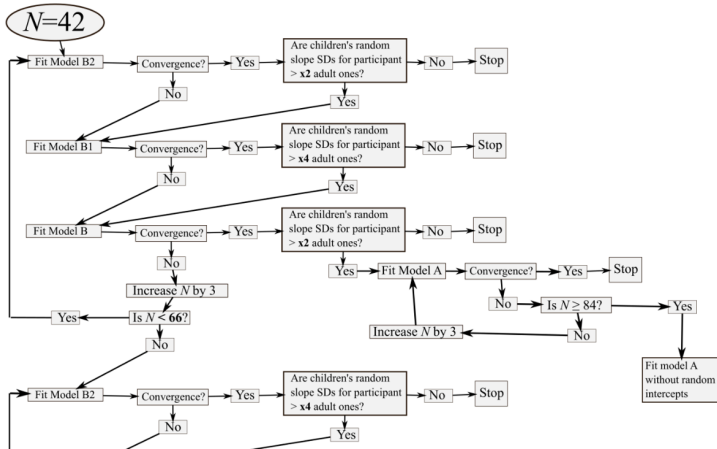 N=42
Fit Model B2
Convergence?
Yes
Are children's random
slope SDs for participant
> x2 adult ones?
No
Stop
No
Yes
Fit Model B1
Convergence?
Yes
Are children's random
slope SDs for participant
> x4 adult ones?
No
Stop
No
Yes
Fit Model B
Convergence?
Yes
Are children's random
slope SDs for participant
> x2 adult ones?
No
Stop
No
Yes
Fit Model A
Convergence?
Yes
Stop
Increase N by 3
No
Is N ≥ 84?
Yes
Yes
Is N < 66?
Increase N by 3
No
No
Fit model A
without random
intercepts
Fit Model B2
Convergence?
Yes
Are children's random
slope SDs for participant
> x4 adult ones?
No
Stop
No
Yes